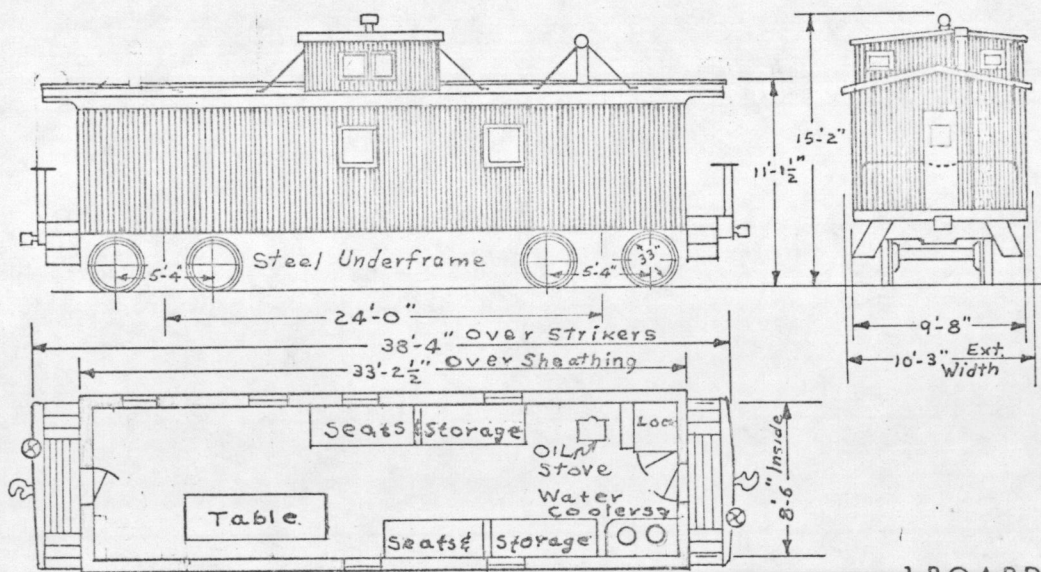 15'-2"
11'-1½"
Steel Underframe
33"
5'-4"
5'-4"
24'-0"
38'-4" Over Strikers
33'-2½" Over Sheathing
9'-8"
10'-3" Ext.
Width
Seats
Storage
Loc
OIL
Stove
Water
Coolers
8'-6" Inside
Table
Seats &
Storage